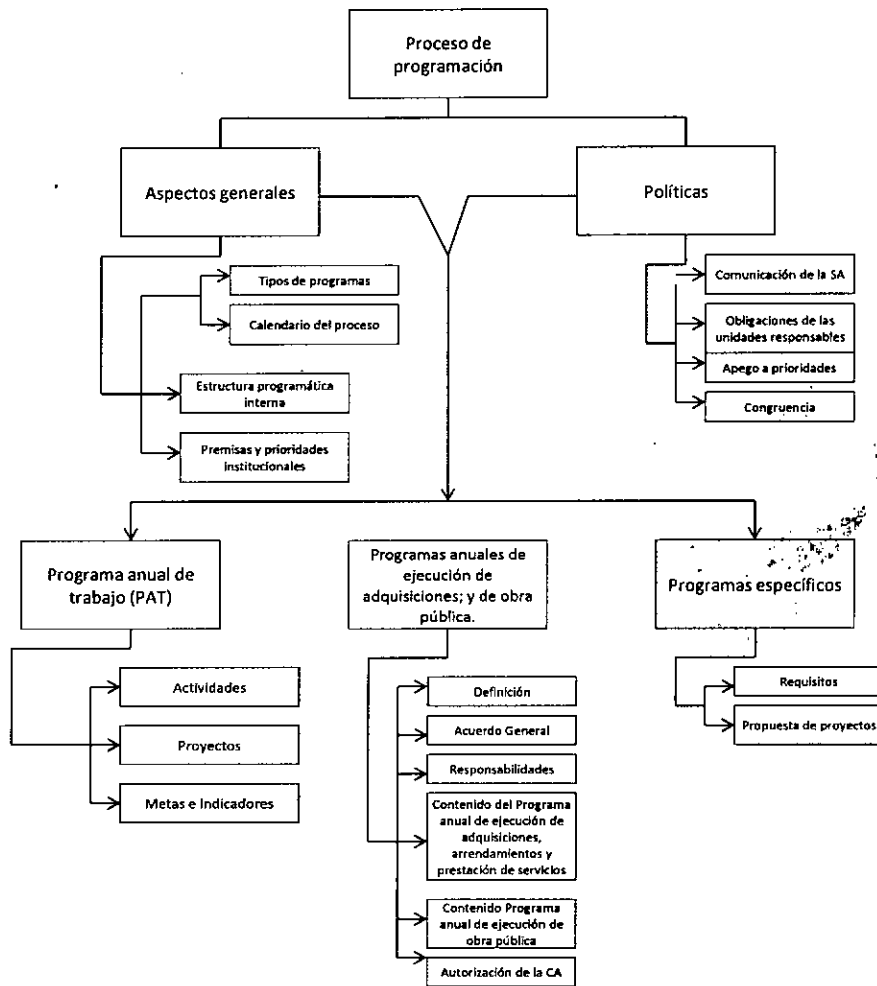 Proceso de
programación
Aspectos generales
Políticas
Tipos de programas
Calendario del proceso
Estructura programática
interna
Premisas y prioridades
institucionales
Comunicación de la SA
Obligaciones de las
unidades responsables
Apego a prioridades
Congruencia
Programa anual de
trabajo (PAT)
Programas anuales de
ejecución de
adquisiciones; y de obra
pública.
Programas específicos
Actividades
Proyectos
Metas e Indicadores
Definición
Acuerdo General
Responsabilidades
Contenido del Programa
anual de ejecución de
adquisiciones,
arrendamientos y
prestación de servicios
Contenido Programa
anual de ejecución de
obra pública
Autorización de la CA
Requisitos
Propuesta de proyectos